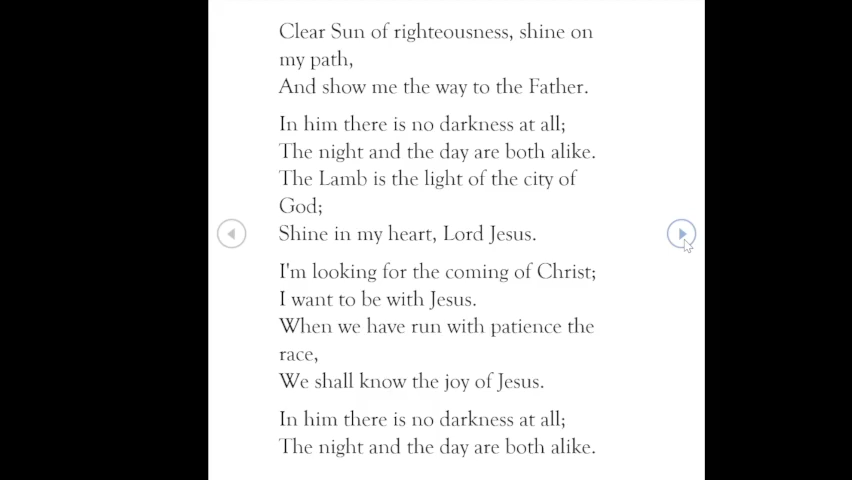 Clear Sun of righteousness, shine on
my path,
And show me the way to the Father.
In him there is no darkness at all;
The night and the day are both alike.
The Lamb is the light of the city of
God;
Shine in my heart, Lord Jesus.
I'm looking for the coming of Christ;
I want to be with Jesus.
When we have run with patience the
race,
We shall know the joy of Jesus.
In him there is no darkness at all;
The night and the day are both alike.